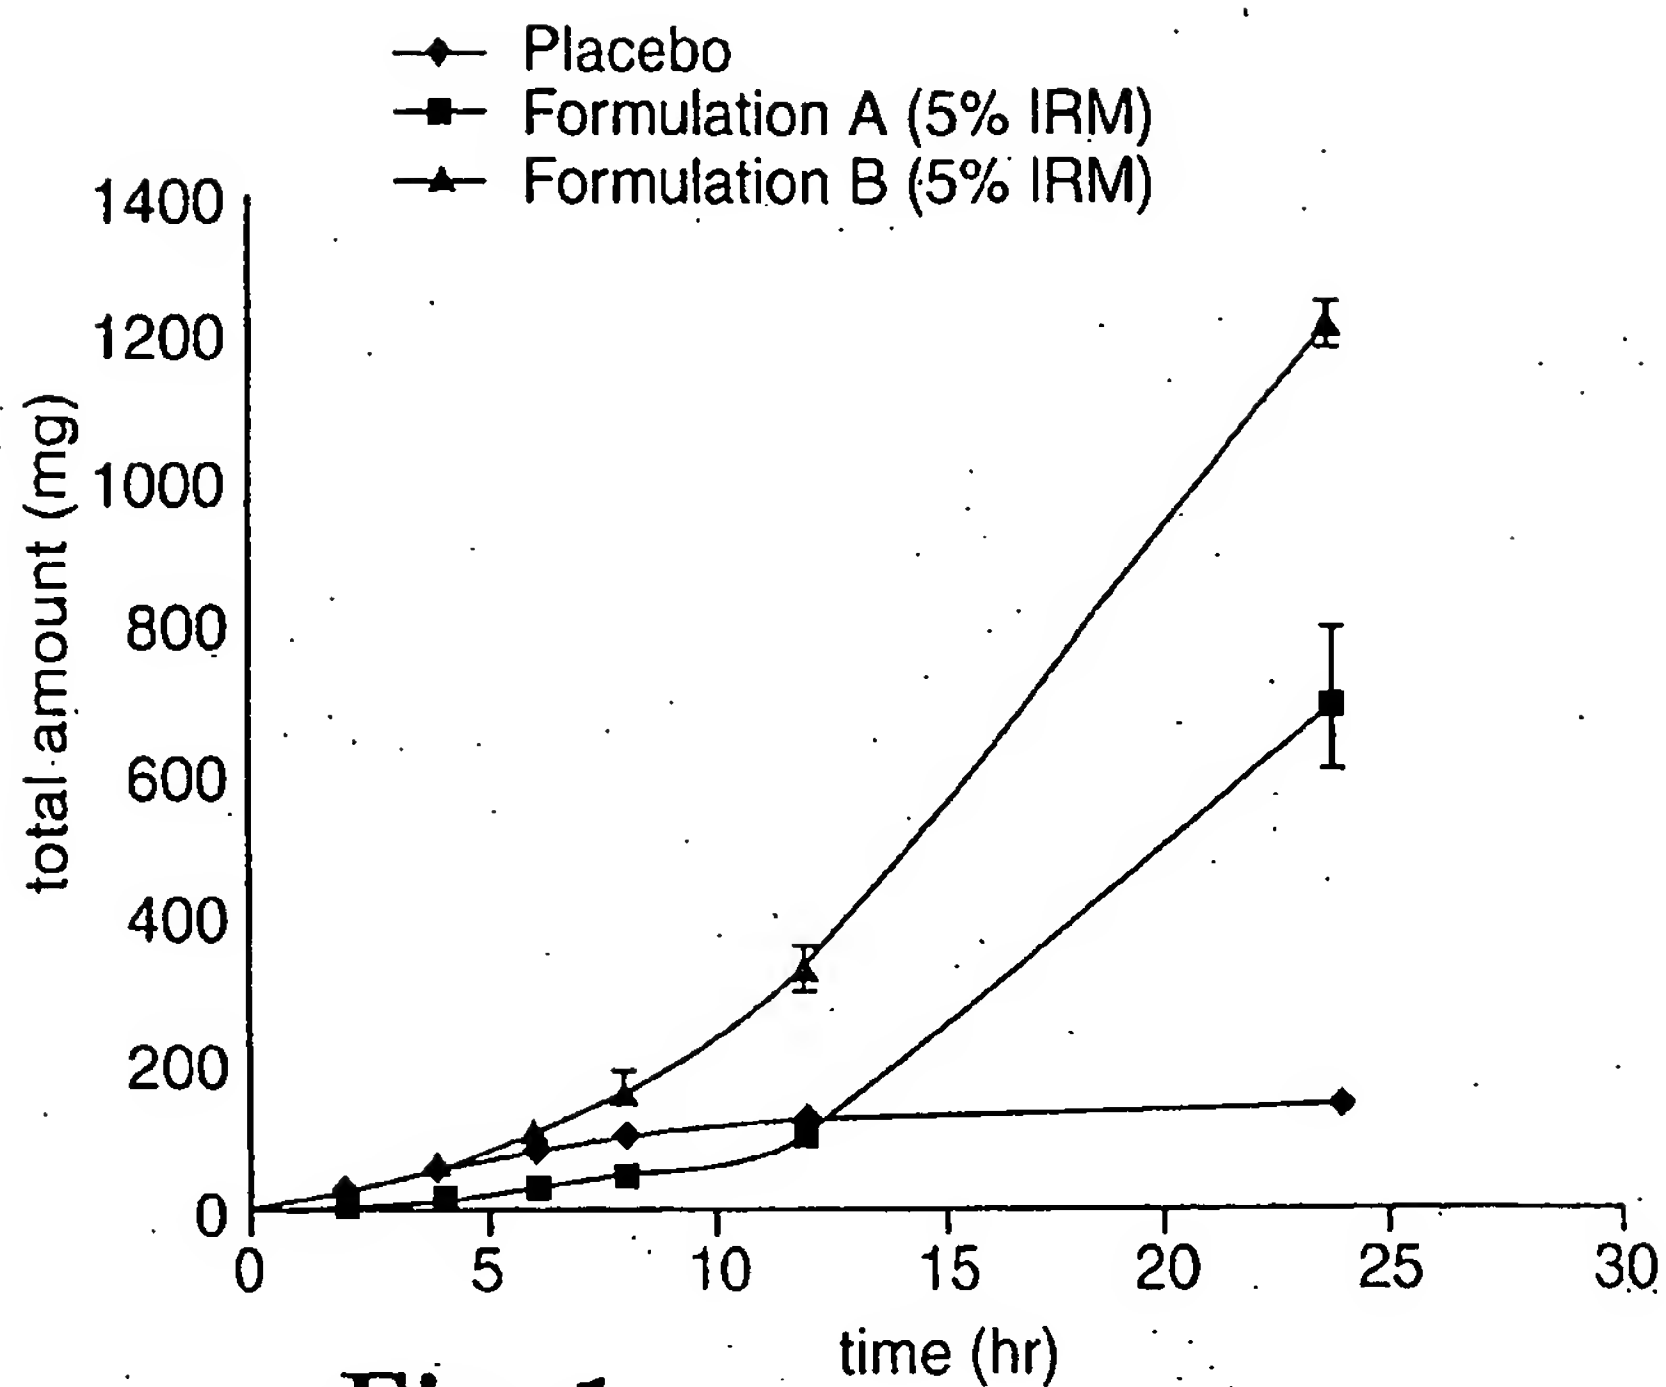 Placebo
Formulation A (5% IRM)
Formulation B (5% IRM)
1400
1200
1000
800
600
400
200
0
total amount (mg)
0 5 10 15 20 25 30
time (hr)